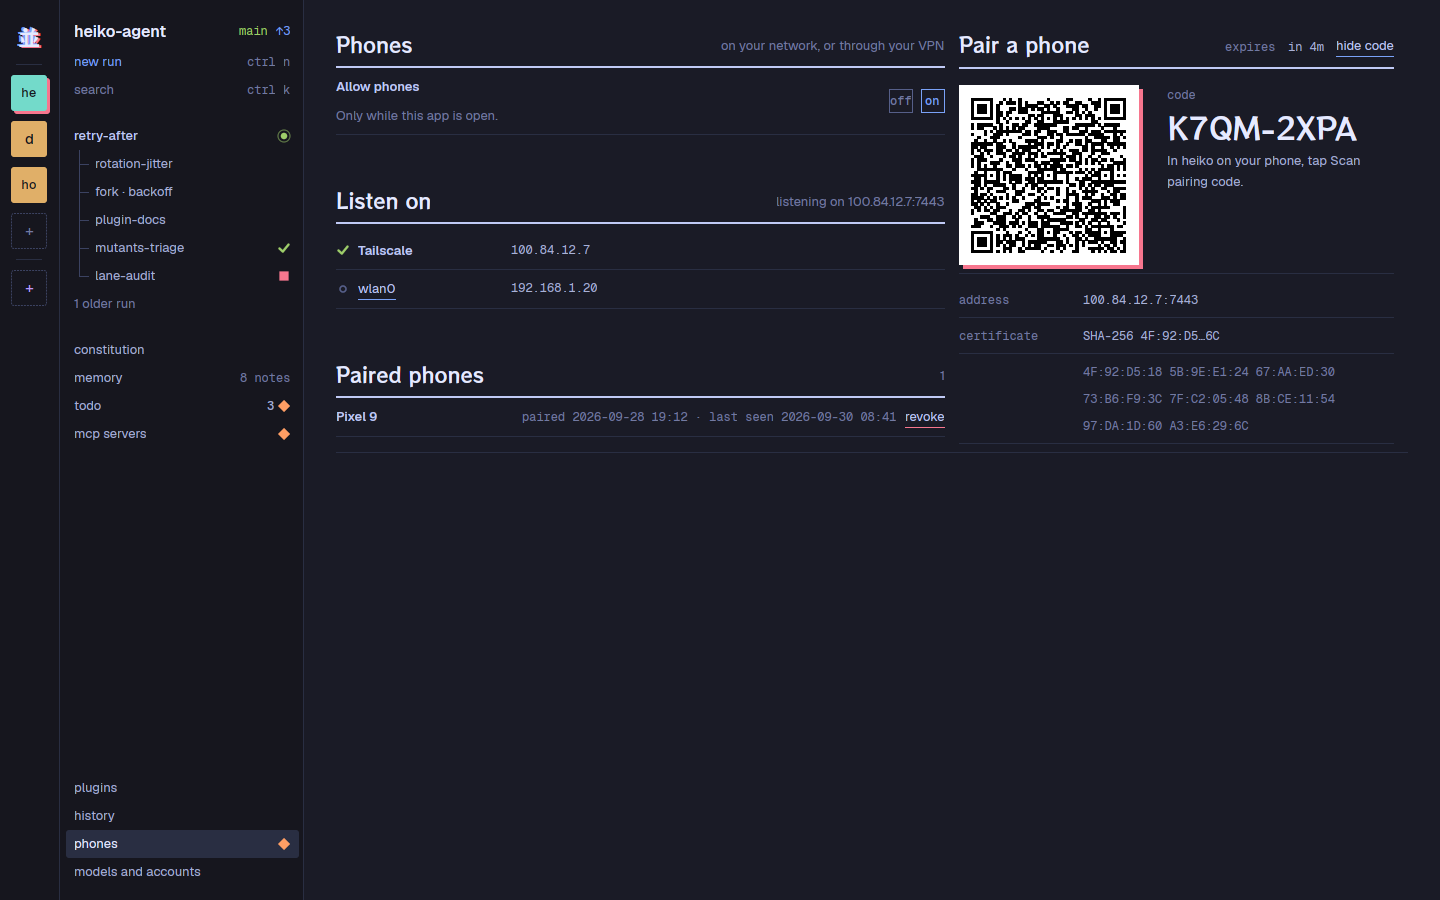 heiko-agent main ↑3
new run ctrl n
search ctrl k
he
d
ho
+
+
retry-after
rotation-jitter
fork · backoff
plugin-docs
mutants-triage
lane-audit
1 older run
constitution
memory 8 notes
todo 3
mcp servers
plugins
history
phones
models and accounts
Phones on your network, or through your VPN
Allow phones
Only while this app is open.
off on
Listen on listening on 100.84.12.7:7443
Tailscale 100.84.12.7
wlan0 192.168.1.20
Paired phones 1
Pixel 9 paired 2026-09-28 19:12 · last seen 2026-09-30 08:41 revoke
Pair a phone expires in 4m hide code
code
K7QM-2XPA
In heiko on your phone, tap Scan
pairing code.
address 100.84.12.7:7443
certificate SHA-256 4F:92:D5…6C
4F:92:D5:18 5B:9E:E1:24 67:AA:ED:30
73:B6:F9:3C 7F:C2:05:48 8B:CE:11:54
97:DA:1D:60 A3:E6:29:6C